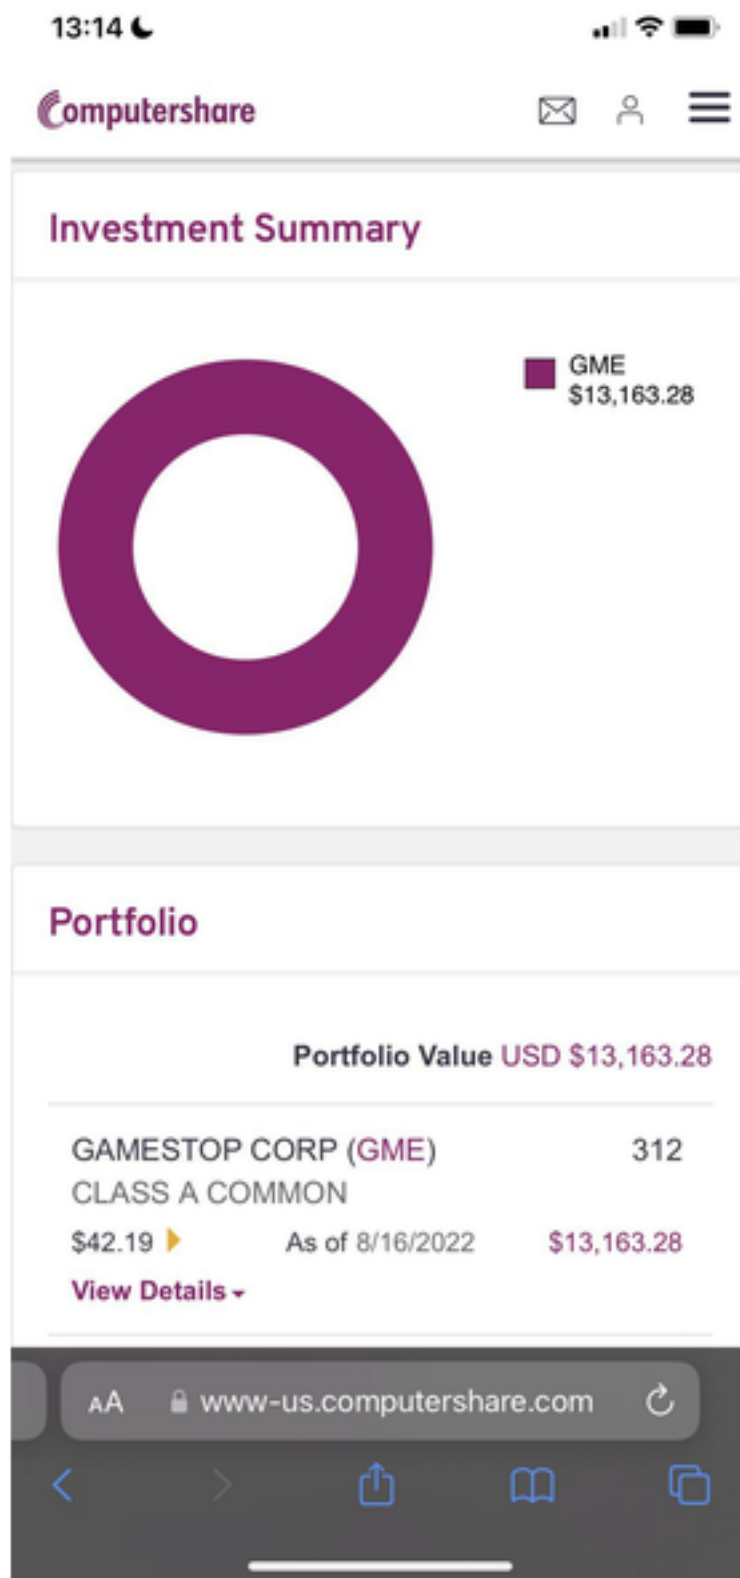 13:14
Computershare
Investment Summary
GME
$13,163.28
Portfolio
Portfolio Value USD $13,163.28
GAMESTOP CORP (GME) 312
CLASS A COMMON
$42.19 As of 8/16/2022 $13,163.28
View Details
AA www-us.computershare.com